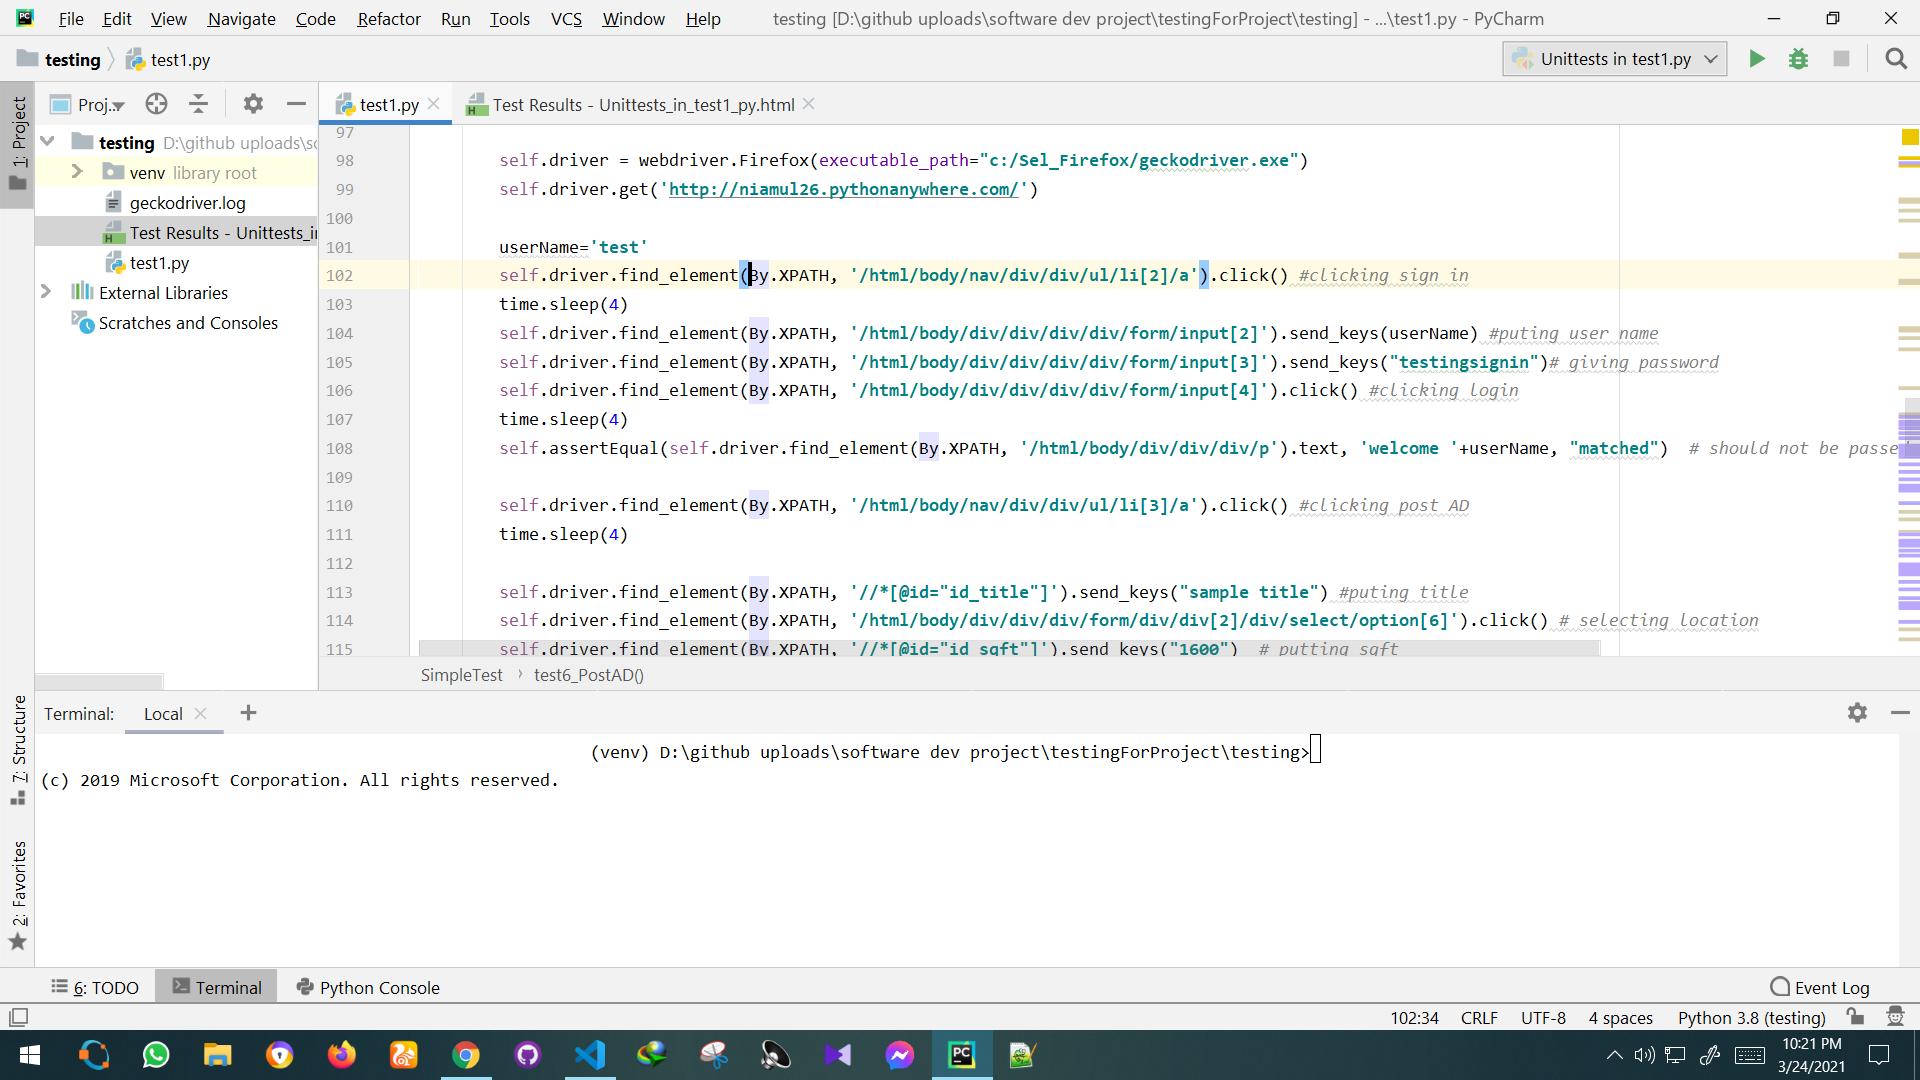 File Edit View Navigate Code Refactor Run Tools VCS Window Help testing [D:\github uploads\software dev project\testingForProject\testing] - ...\test1.py - PyCharm
testing test1.py Unittests in test1.py
1: Project
Proj..
test1.py
Test Results - Unittests_in_test1_py.html
testing D:\github uploads\so
venv library root
geckodriver.log
Test Results - Unittests_i
test1.py
External Libraries
Scratches and Consoles
97
98 self.driver = webdriver.Firefox(executable_path="c:/Sel_Firefox/geckodriver.exe")
99 self.driver.get('http://niamul26.pythonanywhere.com/')
100
101 userName='test'
102 self.driver.find_element(By.XPATH, '/html/body/nav/div/div/ul/li[2]/a').click() #clicking sign in
103 time.sleep(4)
104 self.driver.find_element(By.XPATH, '/html/body/div/div/div/div/form/input[2]').send_keys(userName) #puting user name
105 self.driver.find_element(By.XPATH, '/html/body/div/div/div/div/form/input[3]').send_keys("testingsignin")# giving password
106 self.driver.find_element(By.XPATH, '/html/body/div/div/div/div/form/input[4]').click() #clicking login
107 time.sleep(4)
108 self.assertEqual(self.driver.find_element(By.XPATH, '/html/body/div/div/div/p').text, 'welcome '+userName, "matched") # should not be passe
109
110 self.driver.find_element(By.XPATH, '/html/body/nav/div/div/ul/li[3]/a').click() #clicking post AD
111 time.sleep(4)
112
113 self.driver.find_element(By.XPATH, '//*[@id="id_title"]').send_keys("sample title") #puting title
114 self.driver.find_element(By.XPATH, '/html/body/div/div/div/form/div/div[2]/div/select/option[6]').click() # selecting location
115 self.driver.find_element(By.XPATH, '//*[@id="id_sqft"]').send_keys("1600") # putting sqft
SimpleTest › test6_PostAD()
7: Structure
2: Favorites
Terminal: Local
(venv) D:\github uploads\software dev project\testingForProject\testing>
(c) 2019 Microsoft Corporation. All rights reserved.
6: TODO Terminal Python Console Event Log
102:34 CRLF UTF-8 4 spaces Python 3.8 (testing)
10:21 PM
3/24/2021